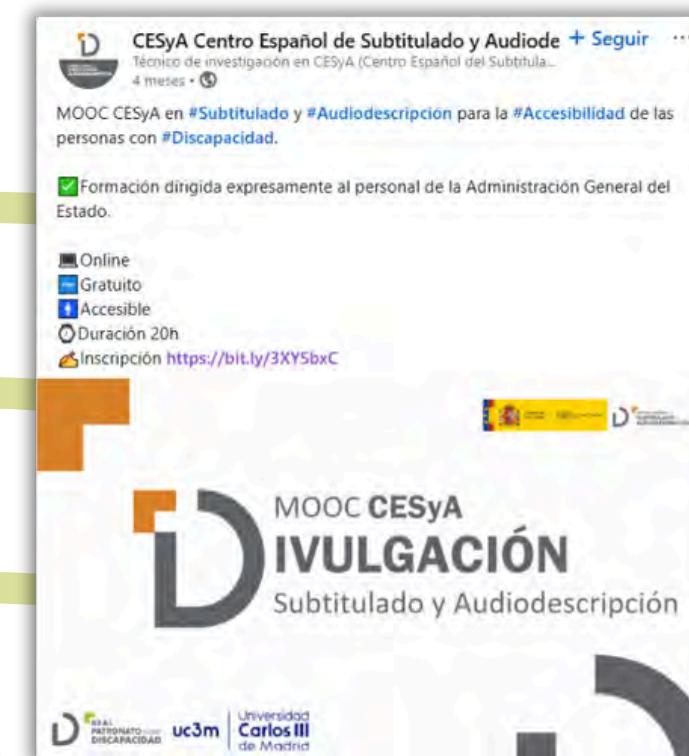 CESyA Centro Español de Subtitulado y Audiode + Seguir ...
Técnico de investigación en CESyA (Centro Español del Subtitula...
4 meses •
MOOC CESyA en #Subtitulado y #Audiodescripción para la #Accesibilidad de las
personas con #Discapacidad.
Formación dirigida expresamente al personal de la Administración General del
Estado.
Online
Gratuito
Accesible
Duración 20h
Inscripción https://bit.ly/3XY5bxC
MOOC CESyA
DIVULGACIÓN
Subtitulado y Audiodescripción
REAL
PATRONATO
DISCAPACIDAD
uc3m
Universidad
Carlos III
de Madrid